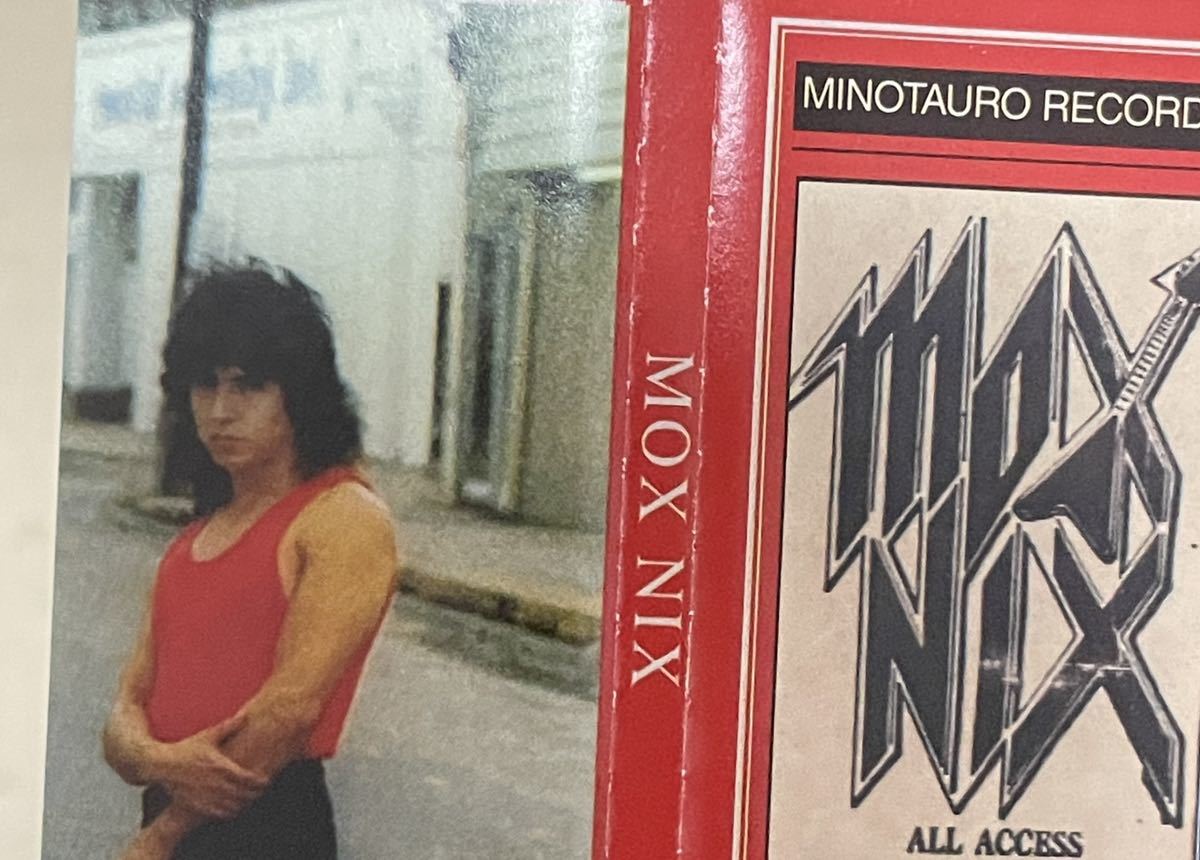 MOX NIX
MINOTAURO RECORD
MOX
NIX
ALL ACCESS